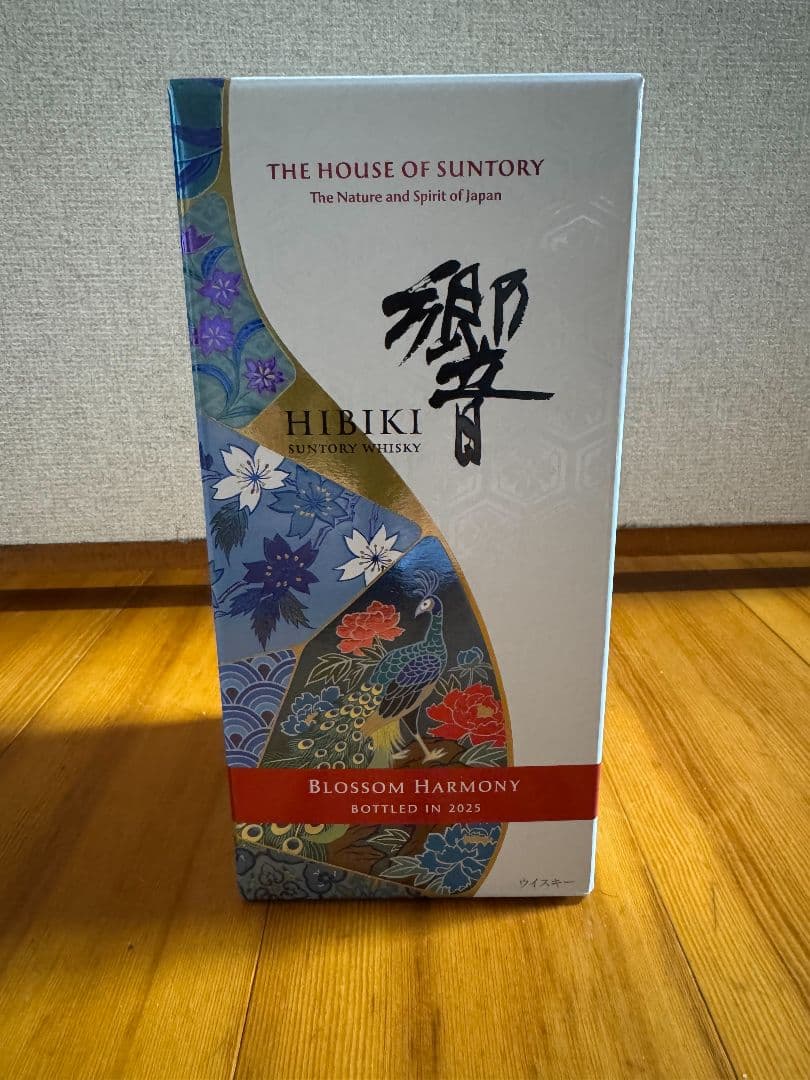 THE HOUSE OF SUNTORY
The Nature and Spirit of Japan
響
HIBIKI
SUNTORY WHISKY
BLOSSOM HARMONY
BOTTLED IN 2025
ウイスキー